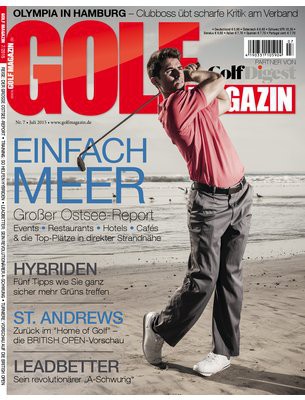 OLYMPIA IN HAMBURG – Clubboss übt scharfe Kritik am Verband
GOLF
PARTNER VON
Golf Digest
MAGAZIN
Nr. 7 • Juli 2015 • www.golfmagazin.de
EINFACH
MEER
Großer Ostsee-Report
Events • Restaurants • Hotels • Cafés
& die Top-Plätze in direkter Strandnähe
HYBRIDEN
Fünf Tipps wie Sie ganz
sicher mehr Grüns treffen
ST. ANDREWS
Zurück im “Home of Golf” –
die BRITISH OPEN-Vorschau
LEADBETTER
Sein revolutionärer „A-Schwung“
GOLF MAGAZIN